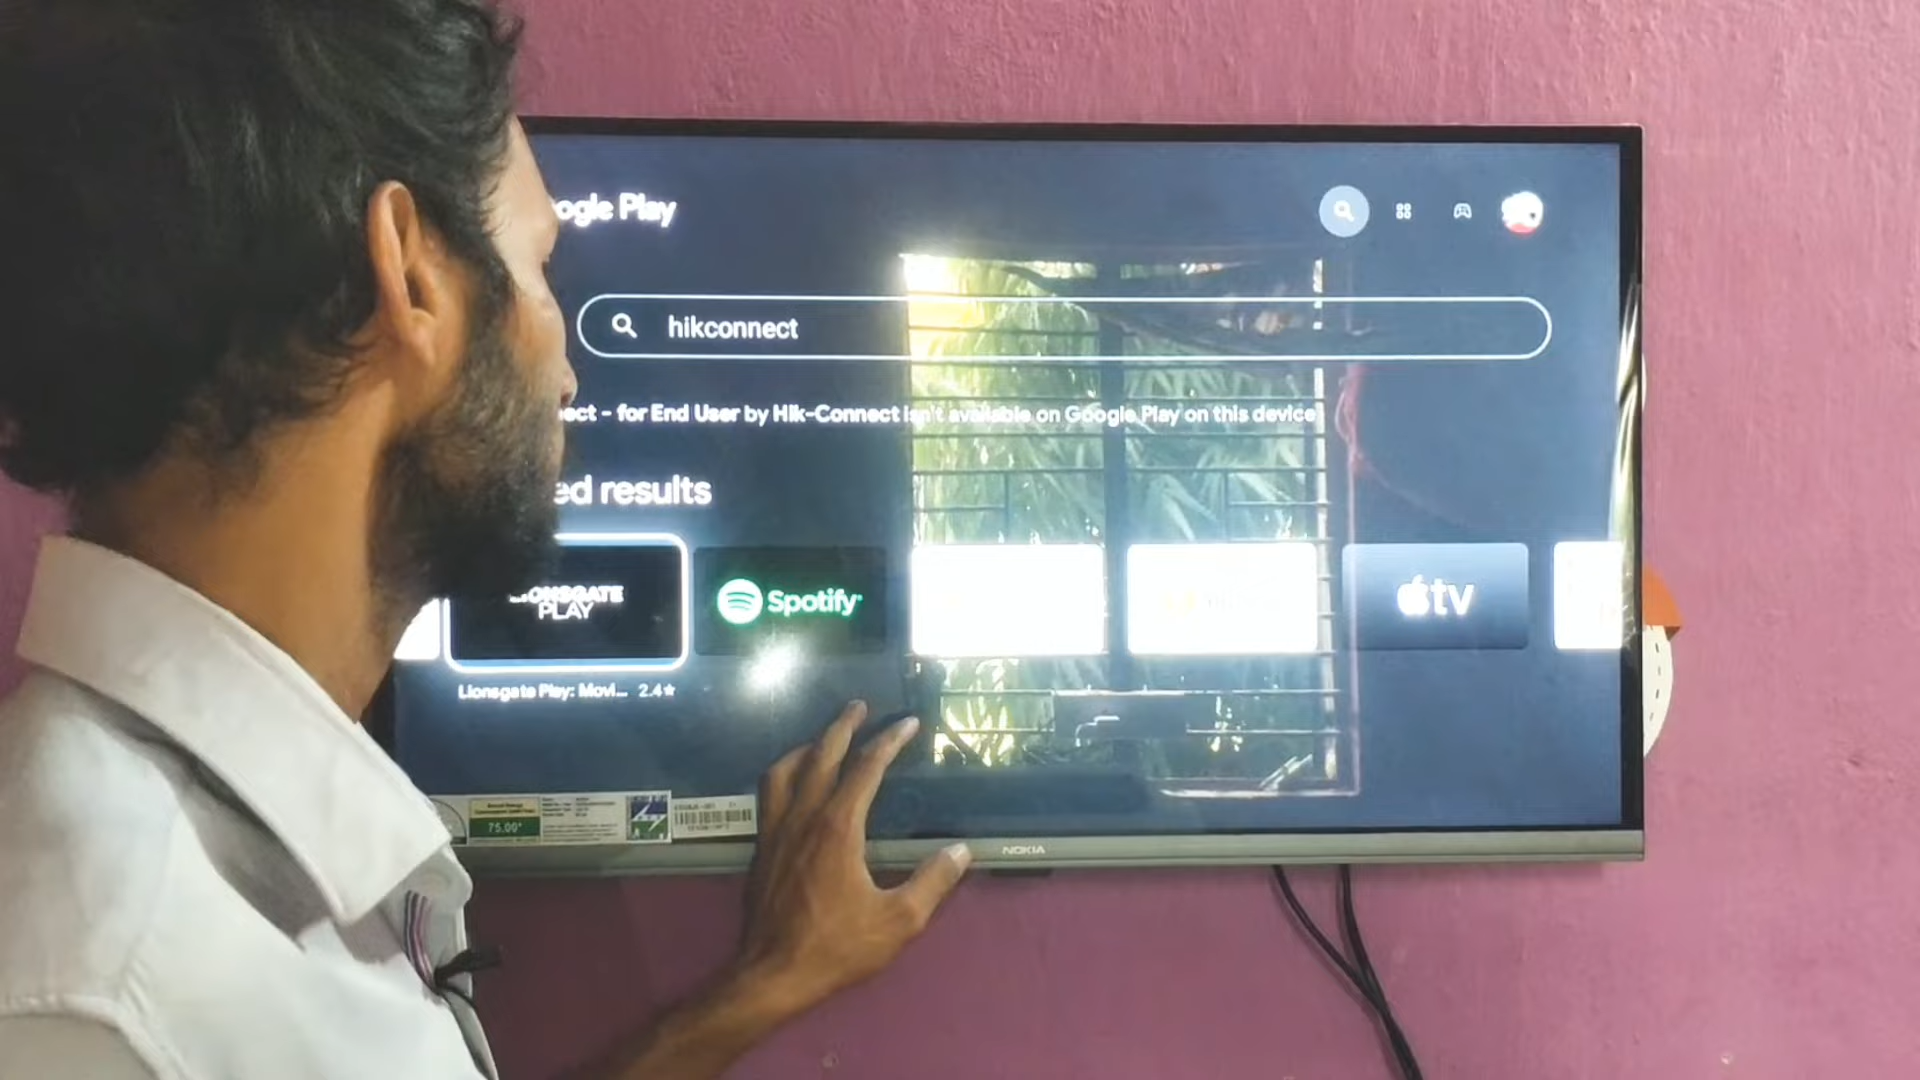 ogle Play
hikconnect
ect - for End User by Hik-Connect isn't available on Google Play on this device
ed results
LIONSGATE
PLAY
Spotify
tv
Lionsgate Play: Movi... 2.4★
75.00*
NOKIA